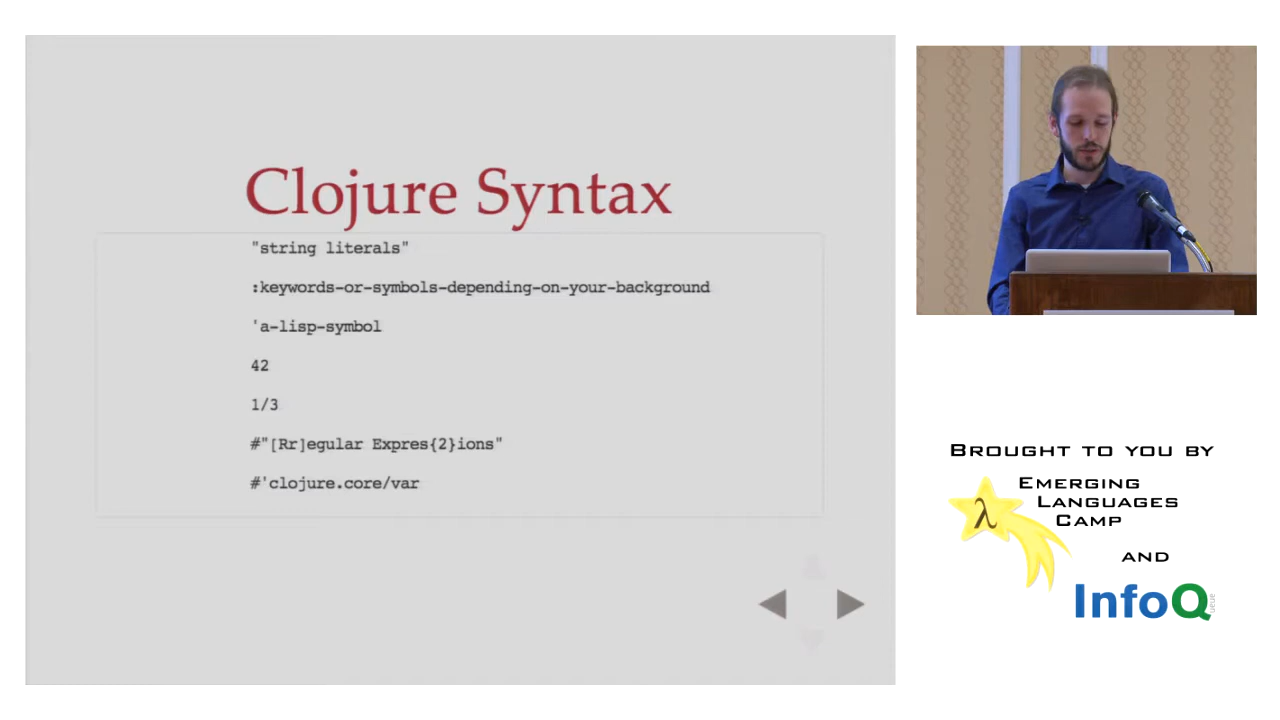 Clojure Syntax
"string literals"
:keywords-or-symbols-depending-on-your-background
'a-lisp-symbol
42
1/3
#"[Rr]egular Expres{2}ions"
#'clojure.core/var
BROUGHT TO YOU BY
EMERGING
LANGUAGES
CAMP
λ
AND
InfoQ
ueue